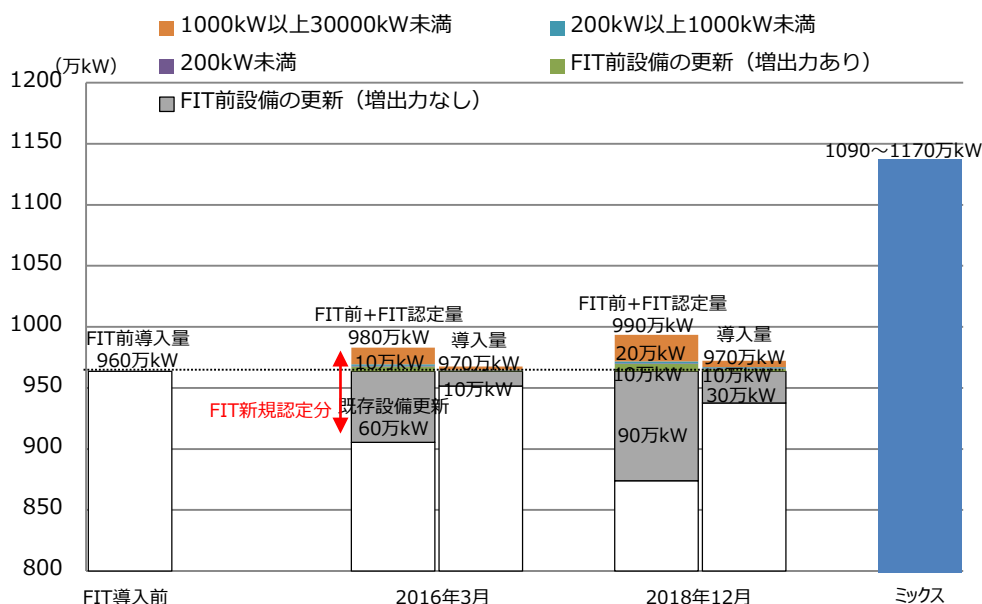 1000kW以上30000kW未満
200kW以上1000kW未満
200kW未満
FIT前設備の更新（増出力あり）
FIT前設備の更新（増出力なし）
(万kW)
1200
1150
1100
1050
1000
950
900
850
800
FIT前導入量
960万kW
FIT前+FIT認定量
980万kW
10万kW
既存設備更新
60万kW
FIT新規認定分
導入量
970万kW
10万kW
FIT前+FIT認定量
990万kW
20万kW
10万kW
90万kW
導入量
970万kW
10万kW
30万kW
1090～1170万kW
FIT導入前
2016年3月
2018年12月
ミックス